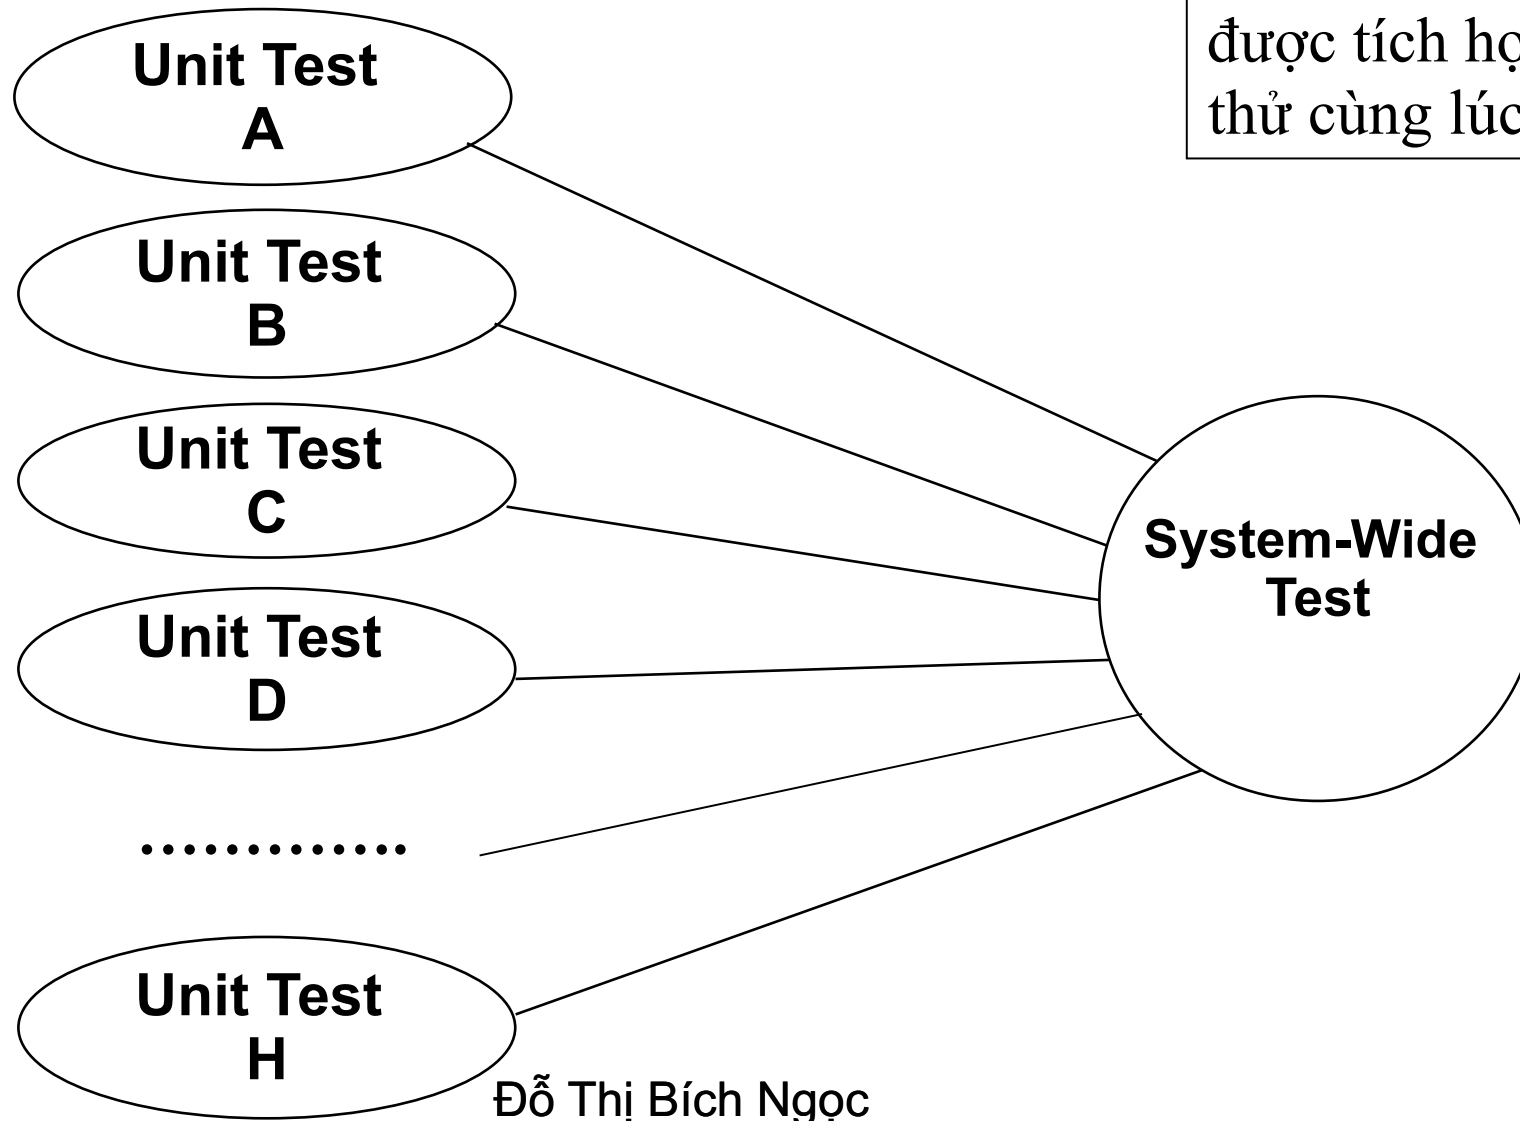 Unit Test
A
được tích
thử cùng lúc
Unit Test
B
Unit Test
C
System-Wide
Test
Unit Test
D
.............
Unit Test
H
Đỗ Thị Bích Ngọc